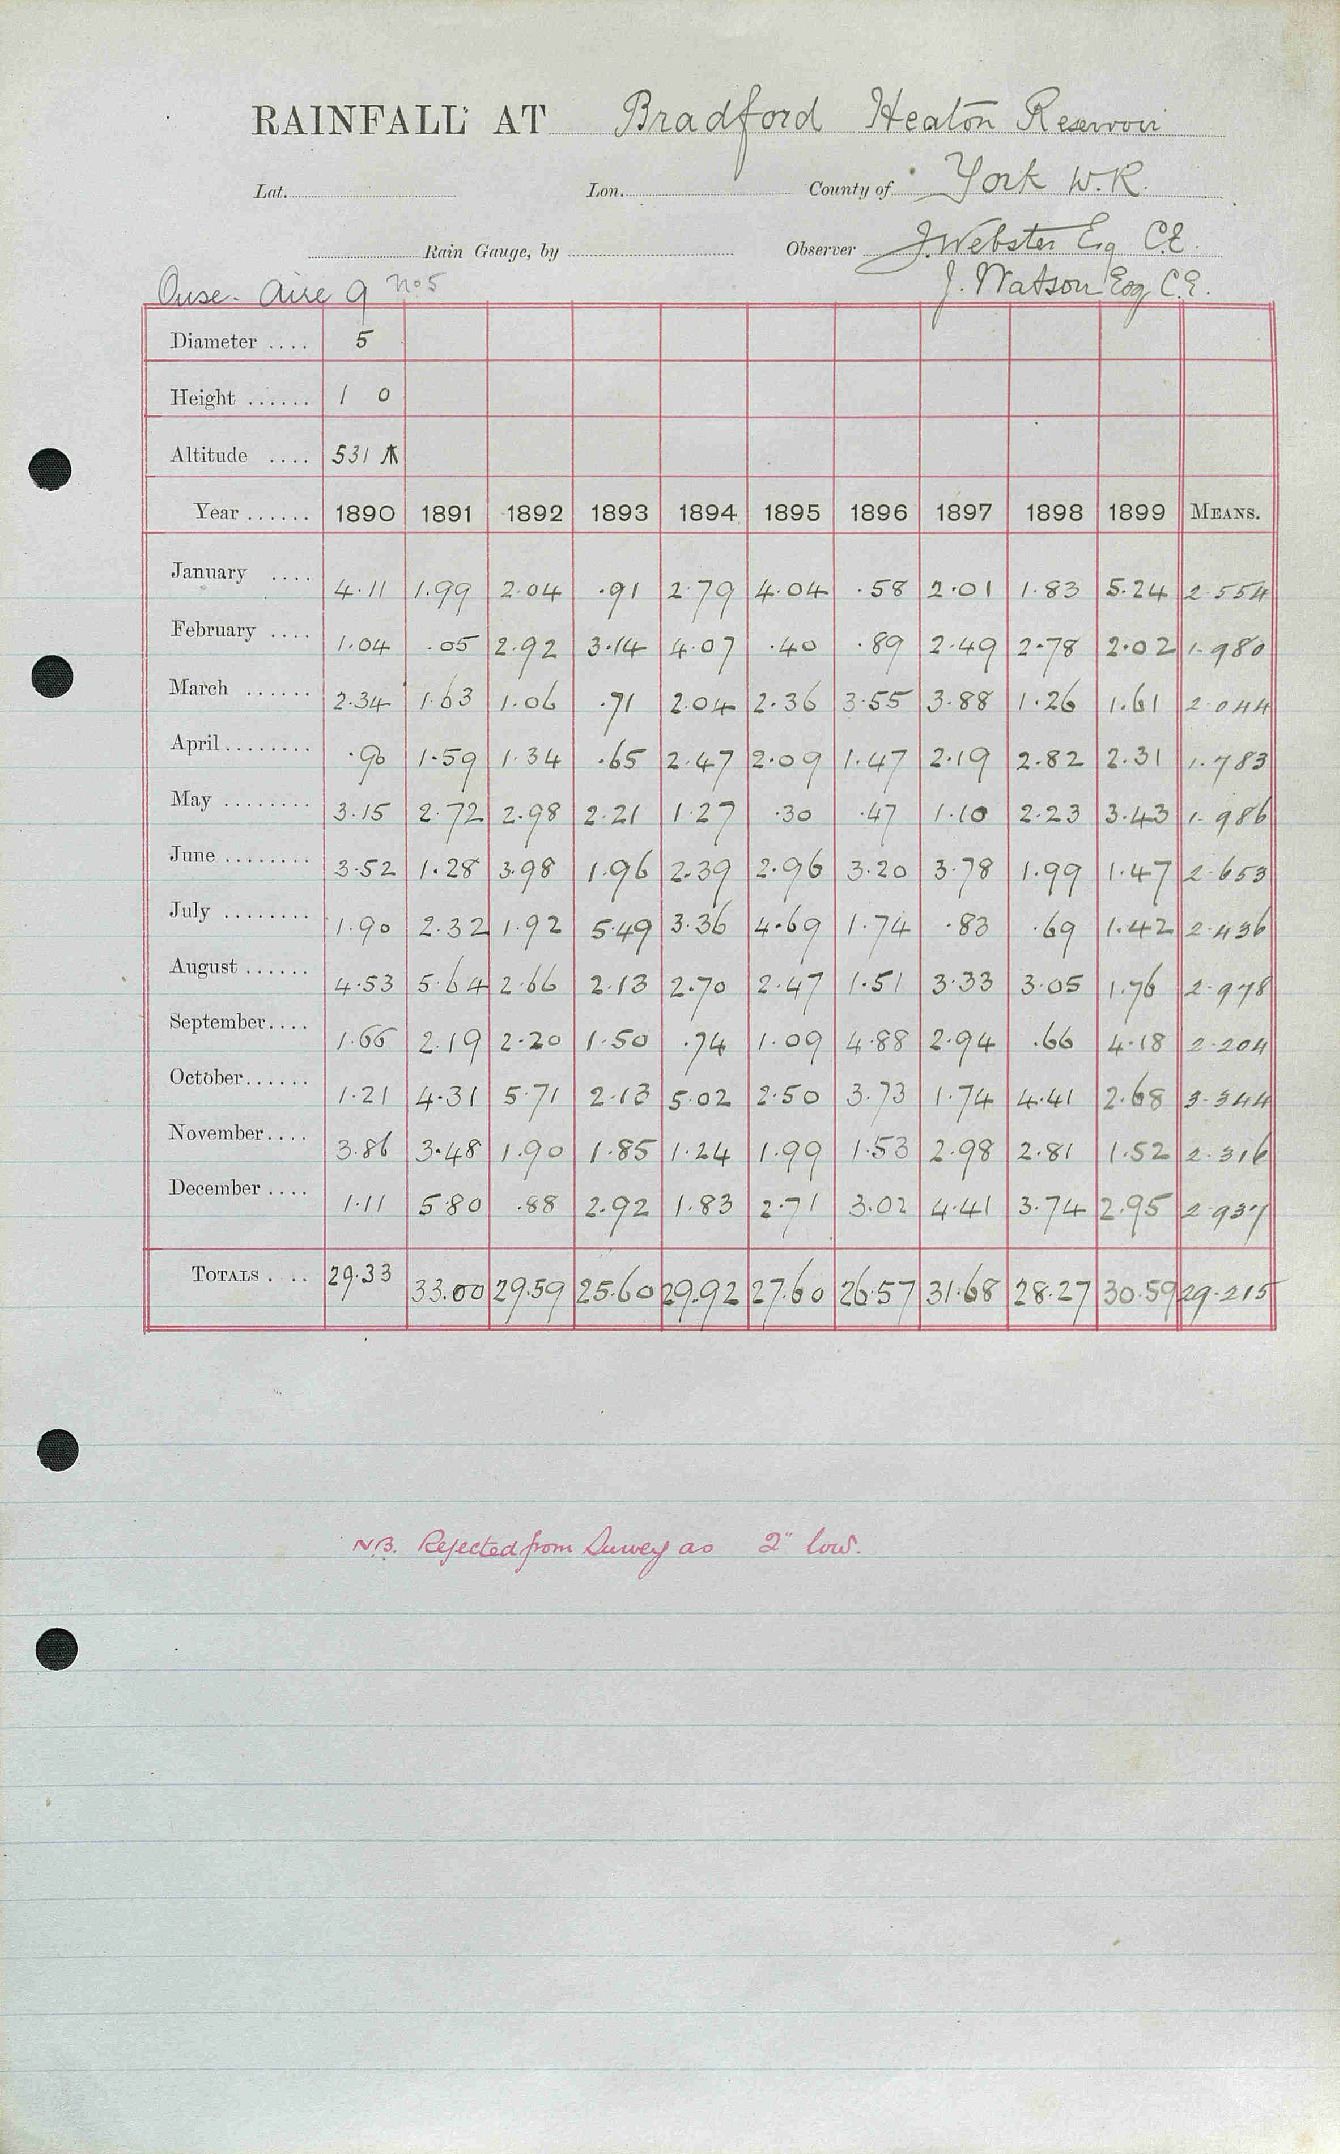 RAINFALL AT Bradford Heaton Reservoir
Lat. Lon. County of York W.R.
Rain Gauge, by Observer J. Webster Esq C.E.
Ouse. Aire 9 No 5 J. Watson Esq C.E.
Diameter .... 5
Height ...... 1 0
Altitude .... 531
Year ...... 1890 1891 1892 1893 1894 1895 1896 1897 1898 1899 MEANS.
January .... 4.11 1.99 2.04 .91 2.79 4.04 .58 2.01 1.83 5.24 2.554
February .... 1.04 .05 2.92 3.14 4.07 .40 .89 2.49 2.78 2.02 1.980
March ...... 2.34 1.63 1.06 .71 2.04 2.36 3.55 3.88 1.26 1.61 2.044
April ........ .90 1.59 1.34 .65 2.47 2.09 1.47 2.19 2.82 2.31 1.783
May ........ 3.15 2.72 2.98 2.21 1.27 .30 .47 1.10 2.23 3.43 1.986
June ........ 3.52 1.28 3.98 1.96 2.39 2.96 3.20 3.78 1.99 1.47 2.653
July ........ 1.90 2.32 1.92 5.49 3.36 4.69 1.74 .83 .69 1.42 2.436
August ...... 4.53 5.64 2.66 2.13 2.70 2.47 1.51 3.33 3.05 1.76 2.978
September.... 1.66 2.19 2.20 1.50 .74 1.09 4.88 2.94 .66 4.18 2.204
October...... 1.21 4.31 5.71 2.13 5.02 2.50 3.73 1.74 4.41 2.68 3.344
November.... 3.86 3.48 1.90 1.85 1.24 1.99 1.53 2.98 2.81 1.52 2.316
December .... 1.11 5.80 .88 2.92 1.83 2.71 3.02 4.41 3.74 2.95 2.937
TOTALS . .. 29.33 33.00 29.59 25.60 29.92 27.60 26.57 31.68 28.27 30.59 29.215
N.B. Rejected from Survey as 2" low.